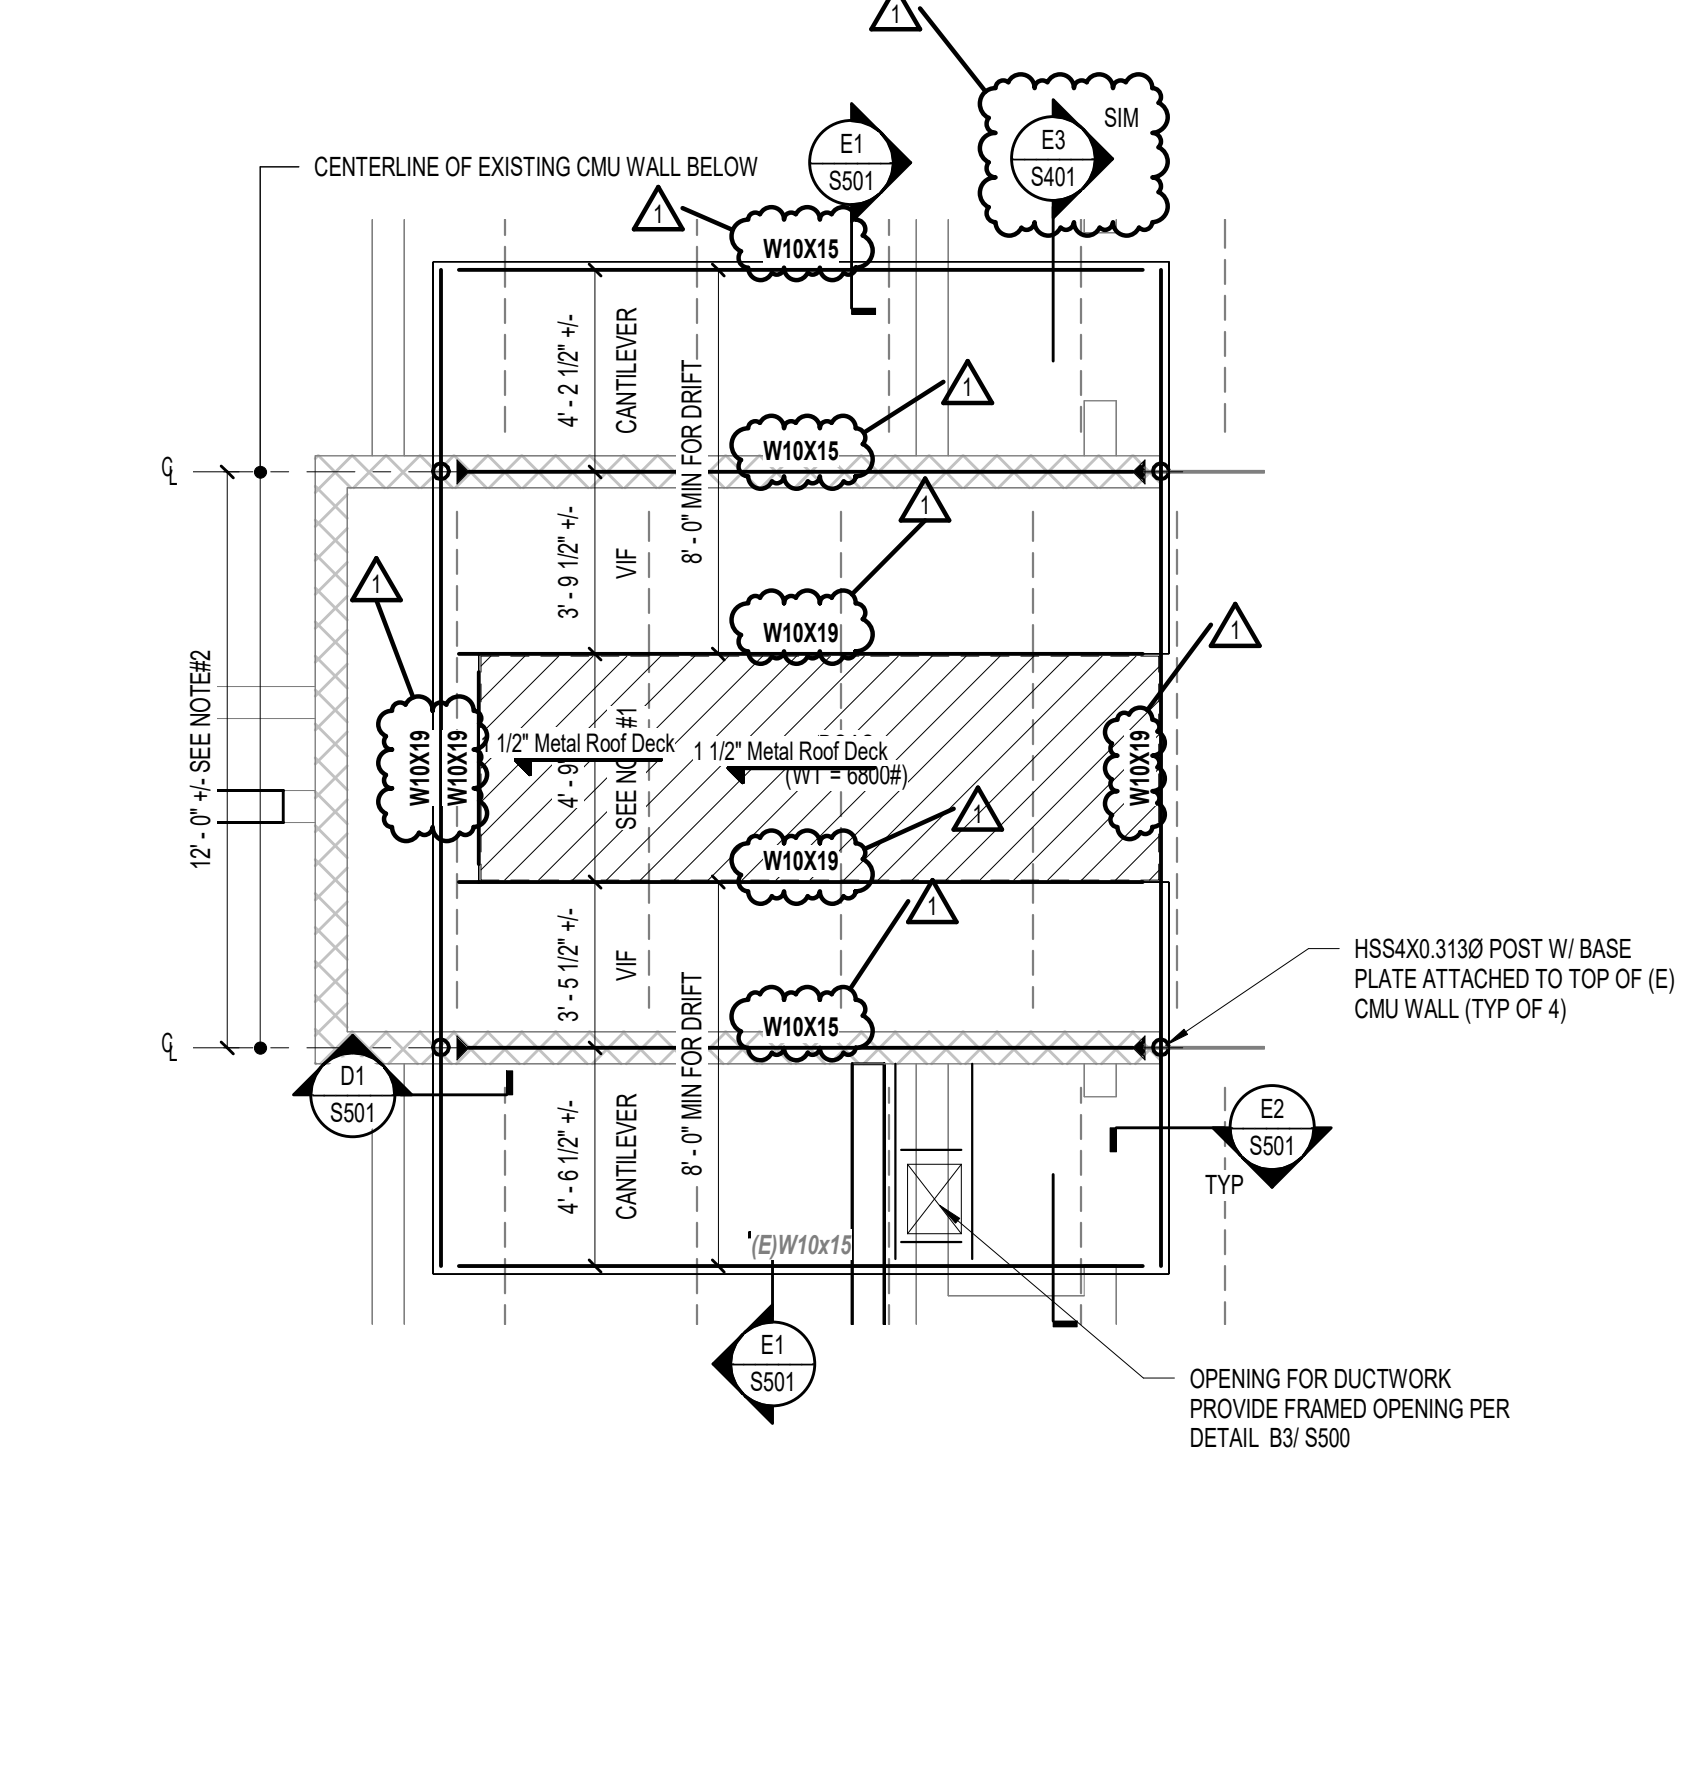 1
SIM
E1
S501
E3
S401
CENTERLINE OF EXISTING CMU WALL BELOW
1
W10X15
4' - 2 1/2" +/-
CANTILEVER
8' - 0" MIN FOR DRIFT
1
W10X15
1
3' - 9 1/2" +/-
VIF
1
W10X19
1
12' - 0" +/- SEE NOTE#2
W10X19
W10X19
1/2" Metal Roof Deck
1 1/2" Metal Roof Deck
(WT = 6800#)
4' - 9
SEE NO #1
W10X19
1
W10X19
1
3' - 5 1/2" +/-
VIF
8' - 0" MIN FOR DRIFT
W10X15
HSS4X0.313Ø POST W/ BASE
PLATE ATTACHED TO TOP OF (E)
CMU WALL (TYP OF 4)
D1
S501
E2
S501
TYP
4' - 6 1/2" +/-
CANTILEVER
(E)W10x15
E1
S501
OPENING FOR DUCTWORK
PROVIDE FRAMED OPENING PER
DETAIL B3/ S500